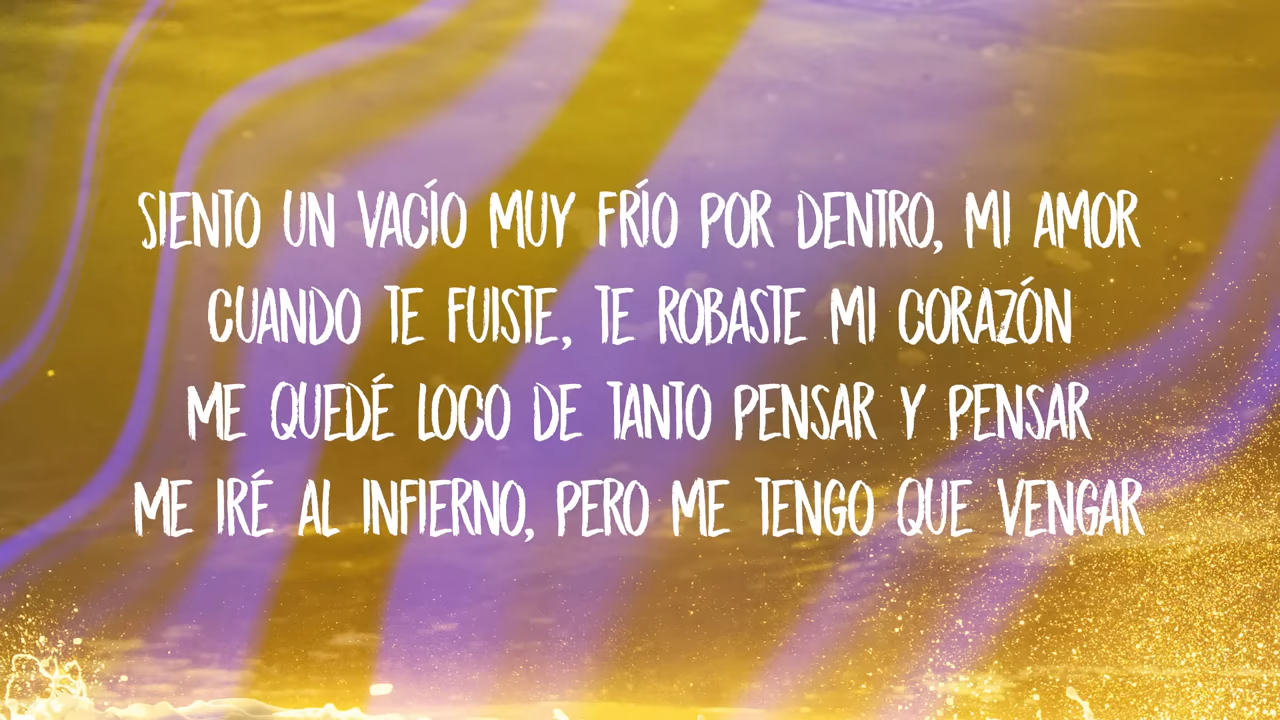 SIENTO UN VACÍO MUY FRÍO POR DENTRO, MI AMOR
CUANDO TE FUISTE, TE ROBASTE MI CORAZÓN
ME QUEDÉ LOCO DE TANTO PENSAR Y PENSAR
ME IRÉ AL INFIERNO, PERO ME TENGO QUE VENGAR